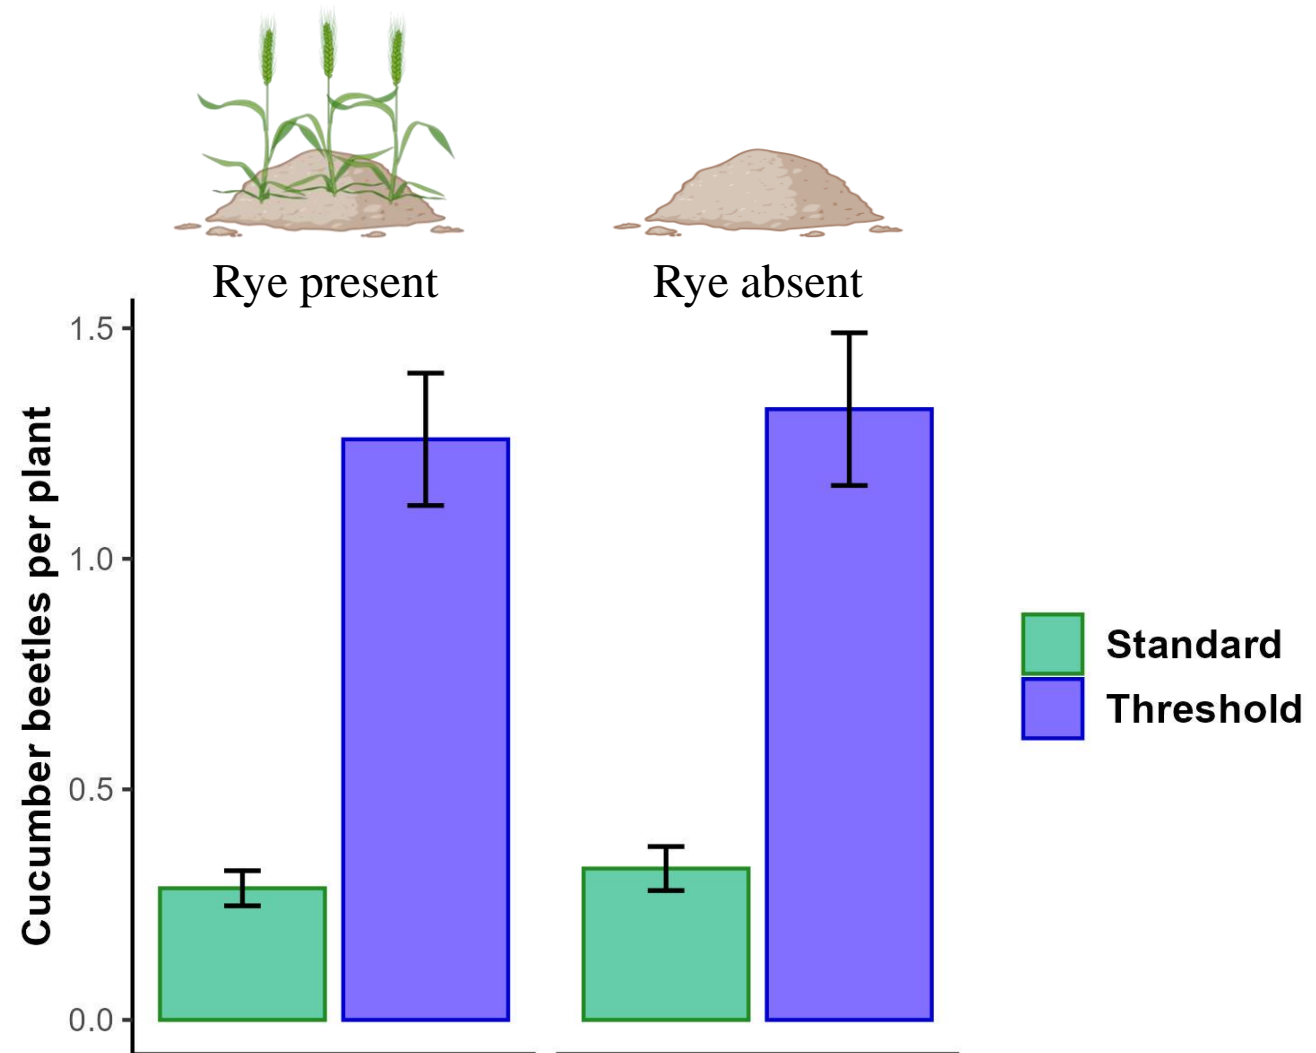 Rye present
Rye absent
Cucumber beetles per plant
1.5
1.0
0.5
0.0
Standard
Threshold